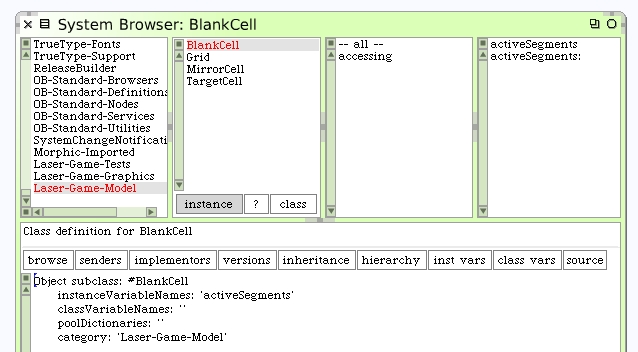 System Browser: BlankCell
TrueType-Fonts
TrueType-Support
ReleaseBuilder
OB-Standard-Browsers
OB-Standard-Definitions
OB-Standard-Nodes
OB-Standard-Services
OB-Standard-Utilities
SystemChangeNotificati
Morphic-Imported
Laser-Game-Tests
Laser-Game-Graphics
Laser-Game-Model
BlankCell
Grid
MirrorCell
TargetCell
instance ? class
-- all --
accessing
activeSegments
activeSegments:
Class definition for BlankCell
browse senders implementors versions inheritance hierarchy inst vars class vars source
Object subclass: #BlankCell
instanceVariableNames: 'activeSegments'
classVariableNames: ''
poolDictionaries: ''
category: 'Laser-Game-Model'